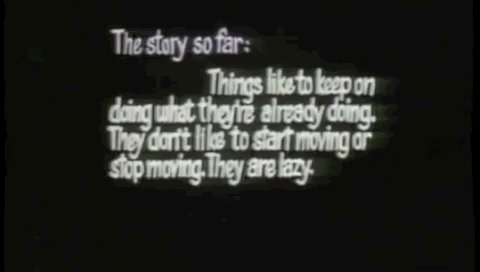 The story so far:
Things like to keep on
doing what they're already doing.
They don't like to start moving or
stop moving. They are lazy.